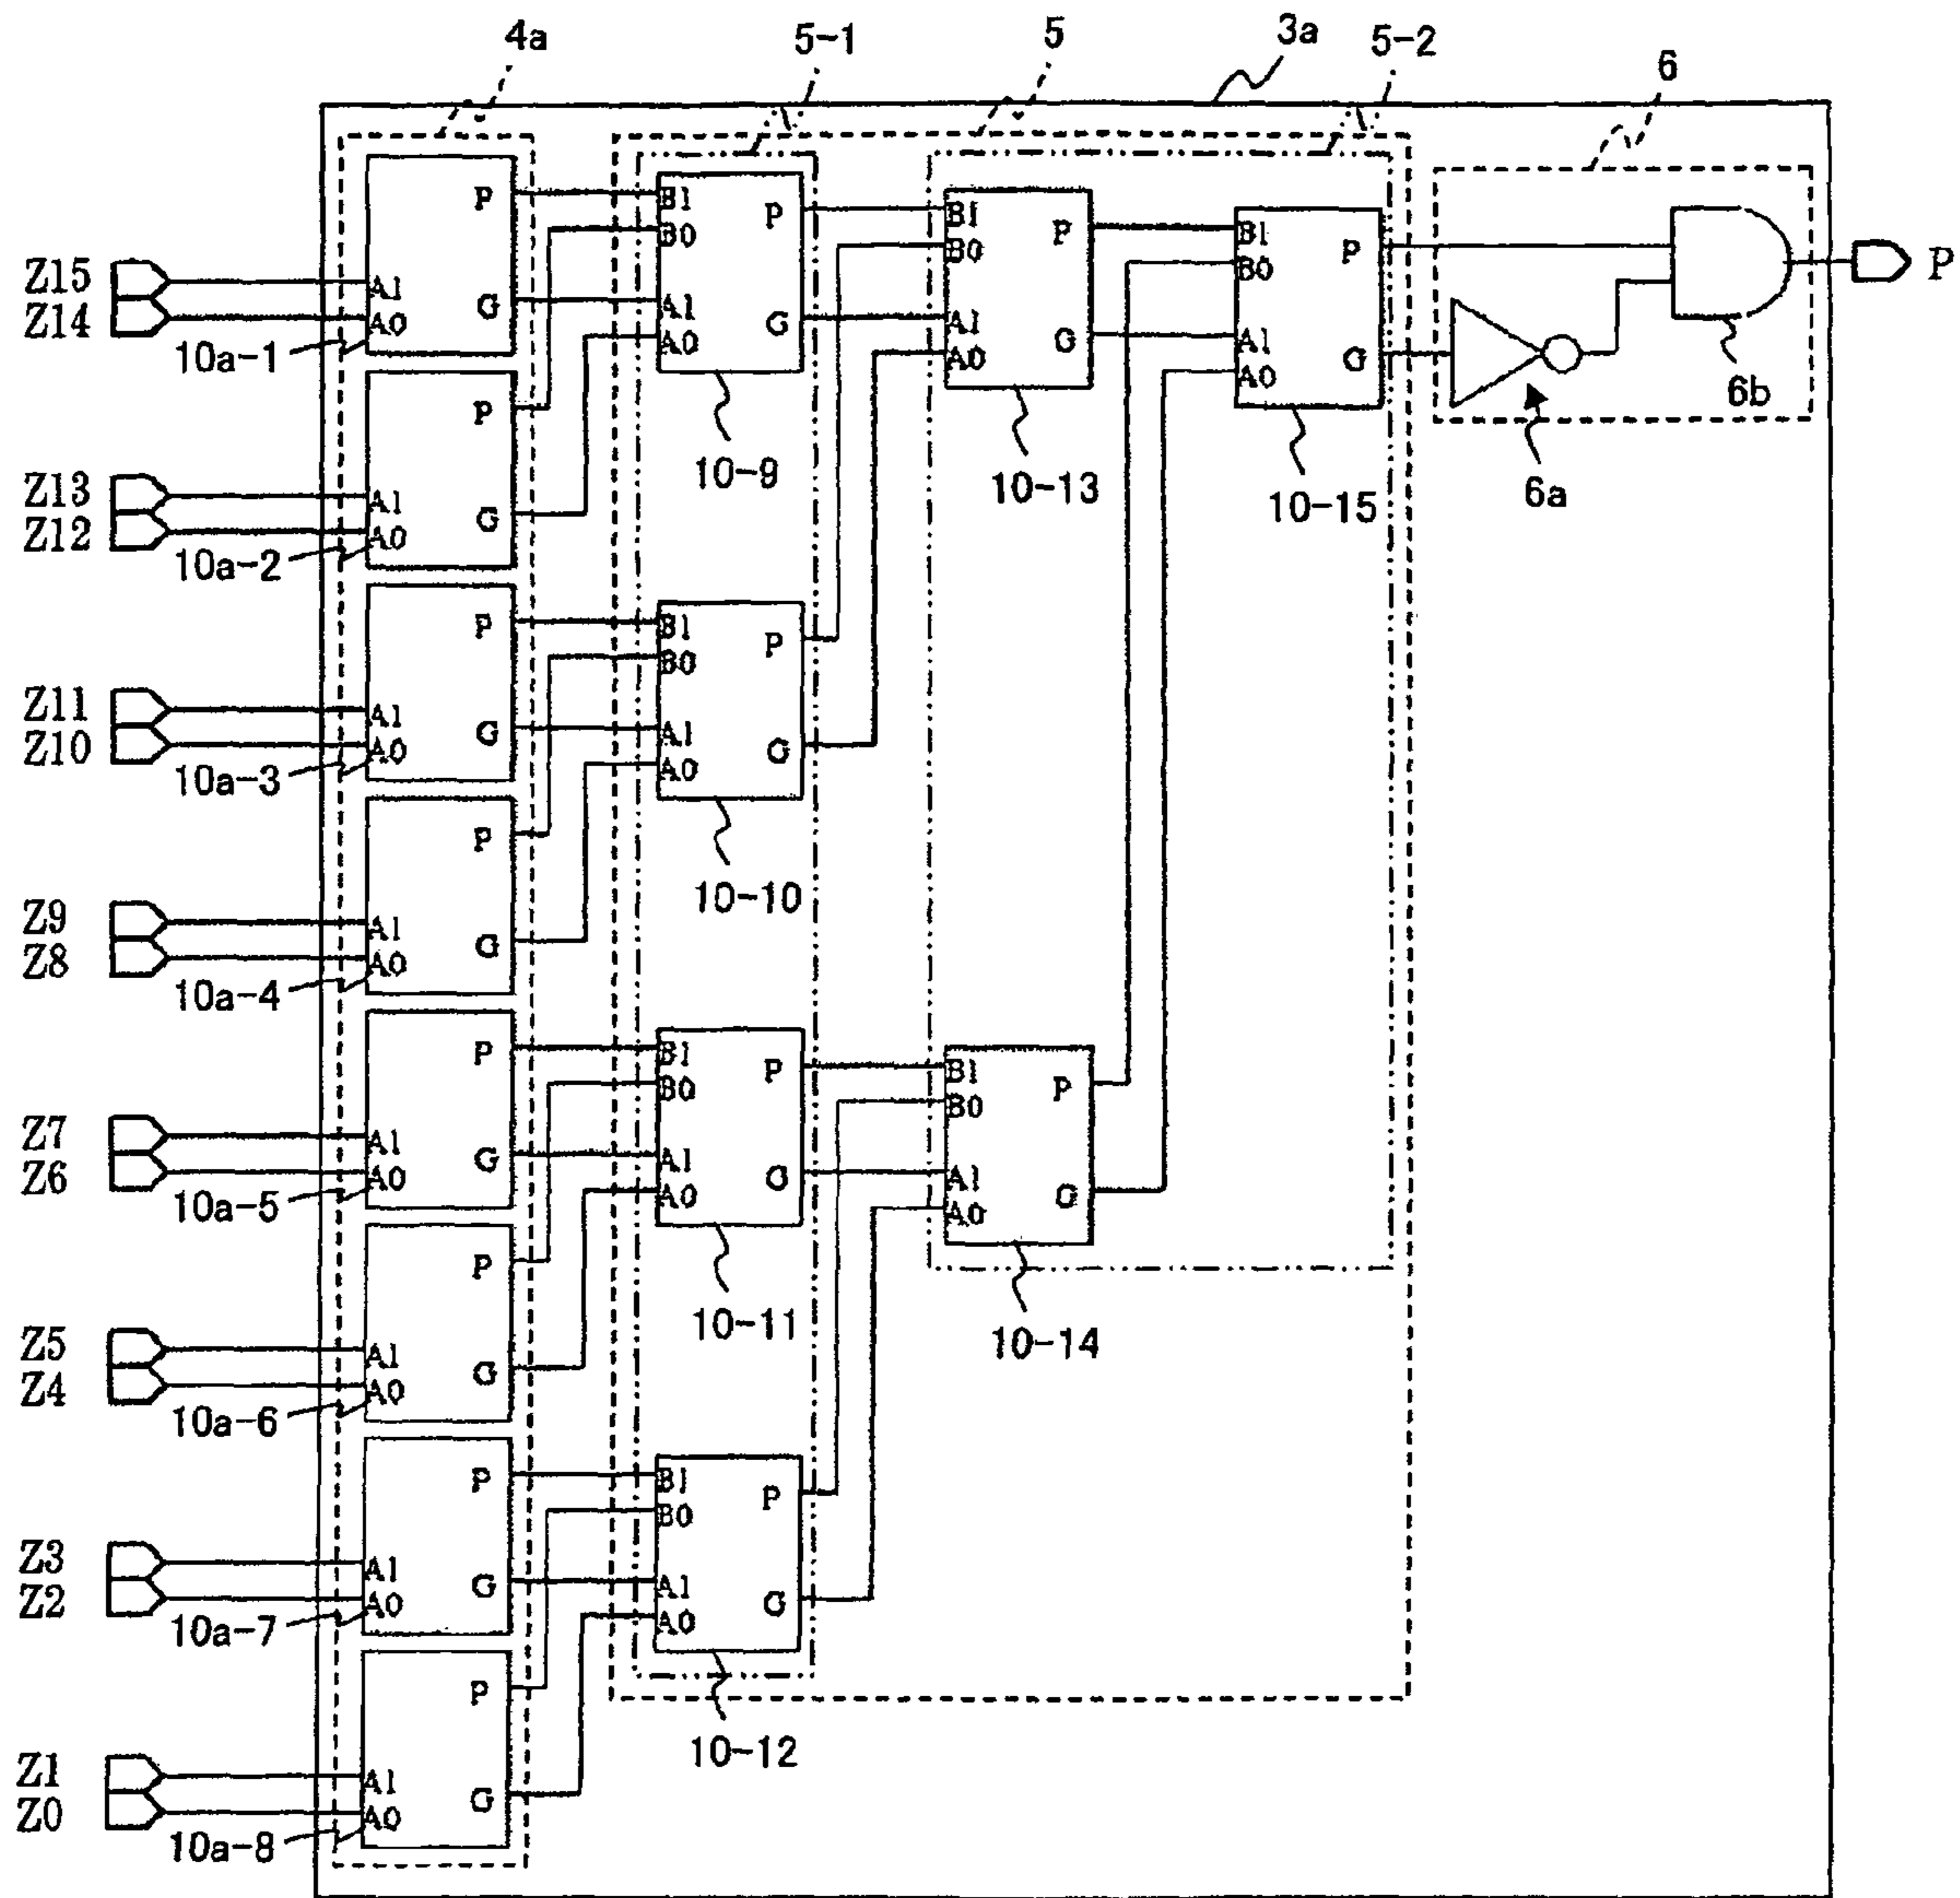 4a 5-1 5 3a 5-2 6
P B1 P B1 P B1 P
B0 B0 B0
Z15 A1 G A1 G A1 G A1 G P
Z14 A0 A0 A0 A0
10a-1 6b
P 10-9 10-13 10-15 6a
Z13 A1 G
Z12 A0
10a-2
P B1 P
B0
Z11 A1 G A1 G
Z10 A0 A0
10a-3
P 10-10
Z9 A1 G
Z8 A0
10a-4
P B1 P B1 P
B0 B0
Z7 A1 G A1 G A1 G
Z6 A0 A0 A0
10a-5
P 10-11 10-14
Z5 A1 G
Z4 A0
10a-6
P B1 P
B0
Z3 A1 G A1 G
Z2 A0 A0
10a-7
P 10-12
Z1 A1 G
Z0 A0
10a-8